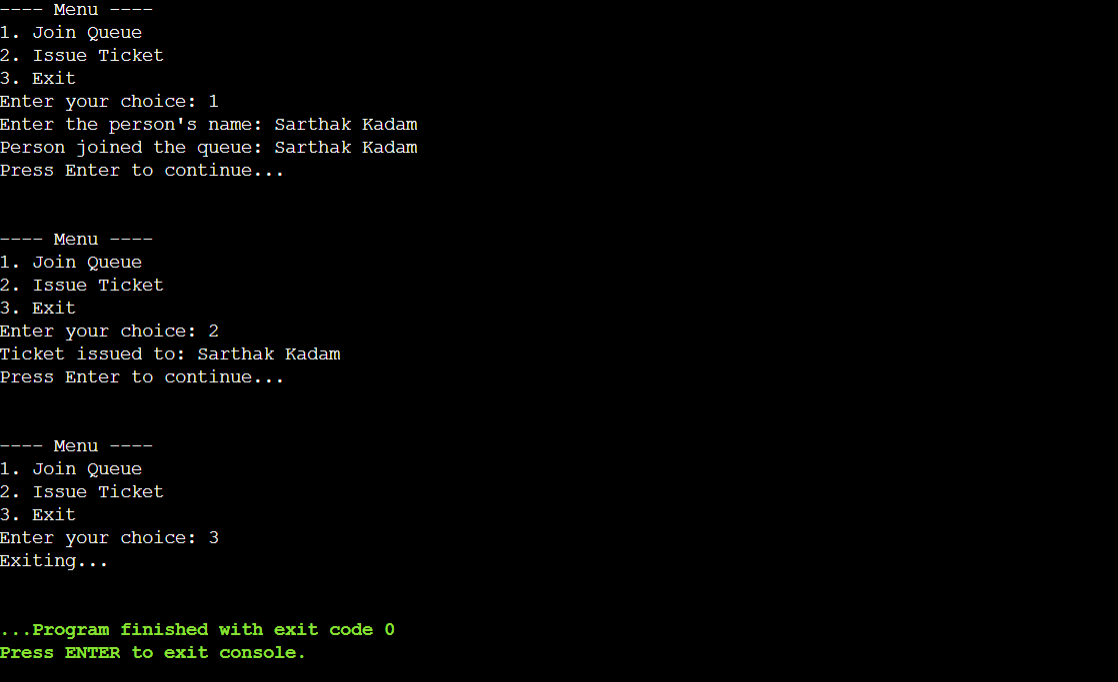 ---- Menu ----
1. Join Queue
2. Issue Ticket
3. Exit
Enter your choice: 1
Enter the person's name: Sarthak Kadam
Person joined the queue: Sarthak Kadam
Press Enter to continue...
---- Menu ----
1. Join Queue
2. Issue Ticket
3. Exit
Enter your choice: 2
Ticket issued to: Sarthak Kadam
Press Enter to continue...
---- Menu ----
1. Join Queue
2. Issue Ticket
3. Exit
Enter your choice: 3
Exiting...
...Program finished with exit code 0
Press ENTER to exit console.